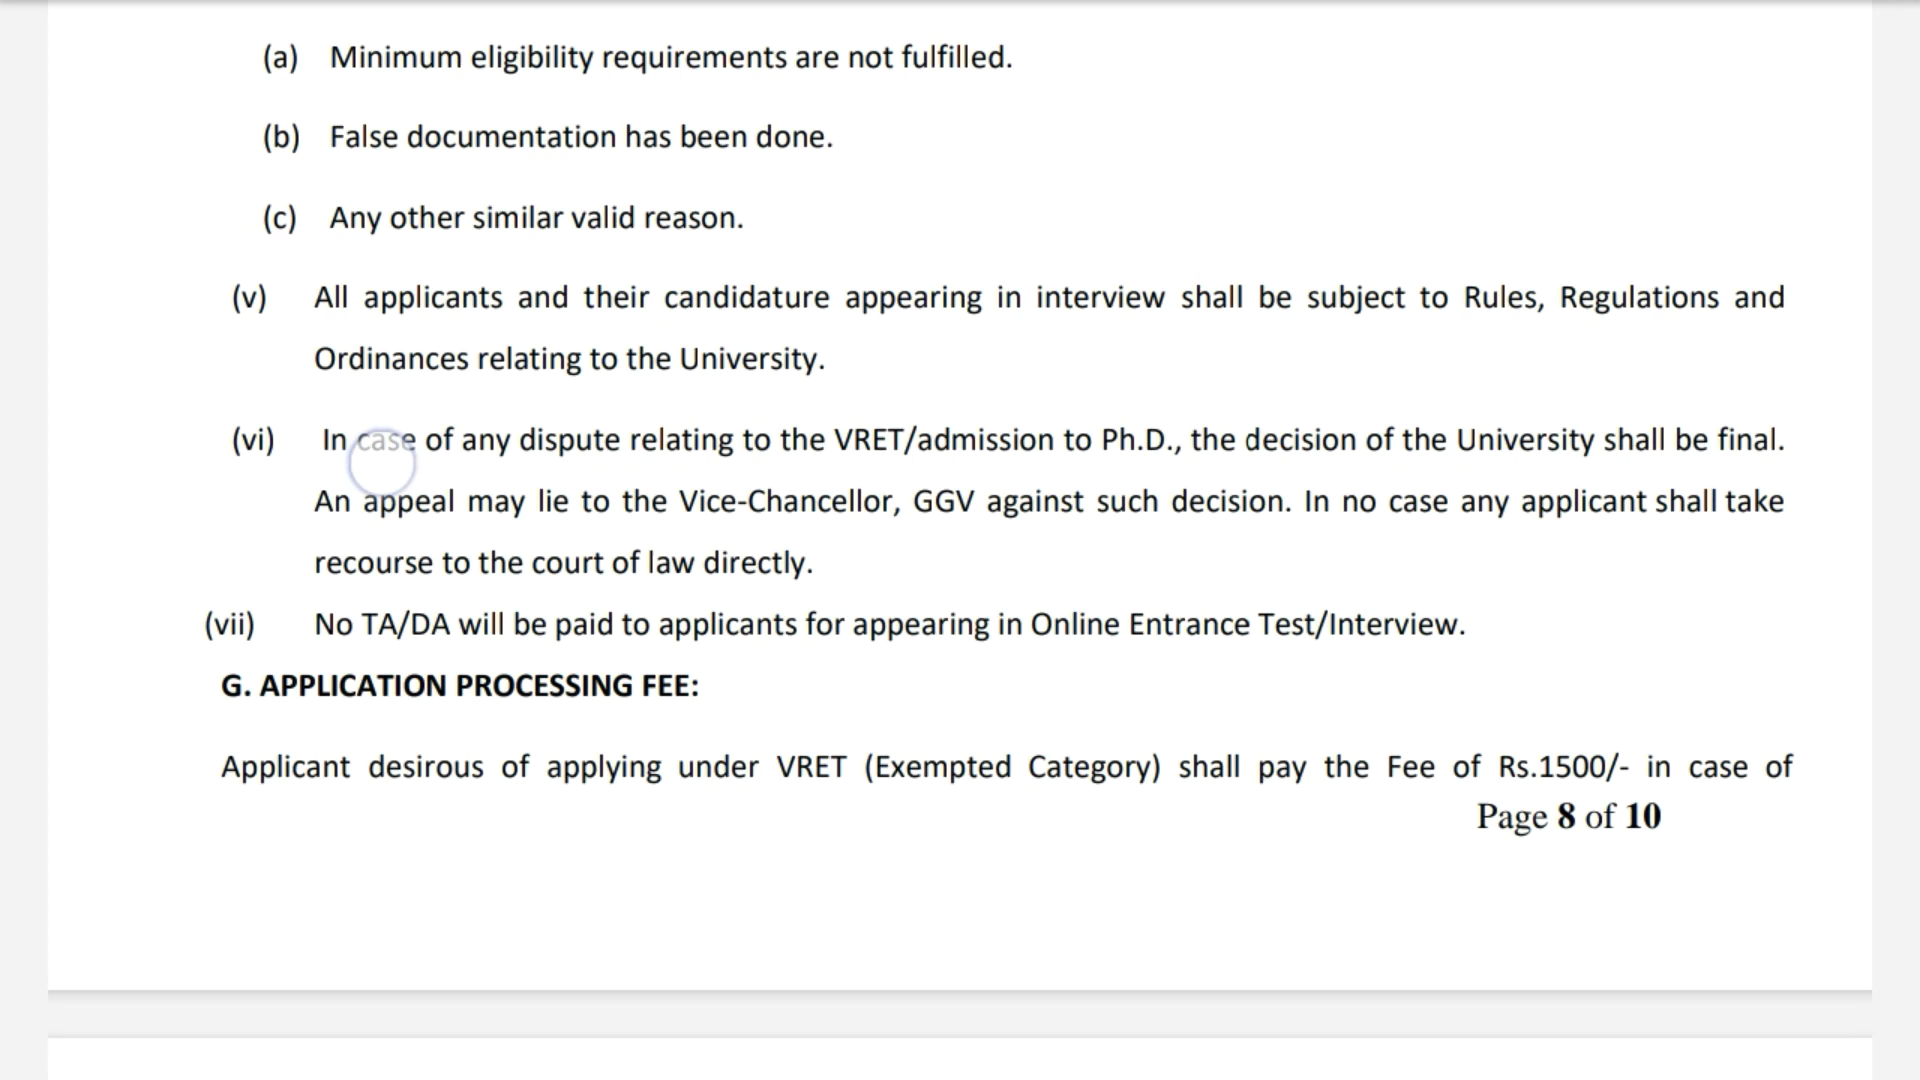 (a) Minimum eligibility requirements are not fulfilled.
(b) False documentation has been done.
(c) Any other similar valid reason.
(v) All applicants and their candidature appearing in interview shall be subject to Rules, Regulations and
Ordinances relating to the University.
(vi) In case of any dispute relating to the VRET/admission to Ph.D., the decision of the University shall be final.
An appeal may lie to the Vice-Chancellor, GGV against such decision. In no case any applicant shall take
recourse to the court of law directly.
(vii) No TA/DA will be paid to applicants for appearing in Online Entrance Test/Interview.
G. APPLICATION PROCESSING FEE:
Applicant desirous of applying under VRET (Exempted Category) shall pay the Fee of Rs.1500/- in case of
Page 8 of 10